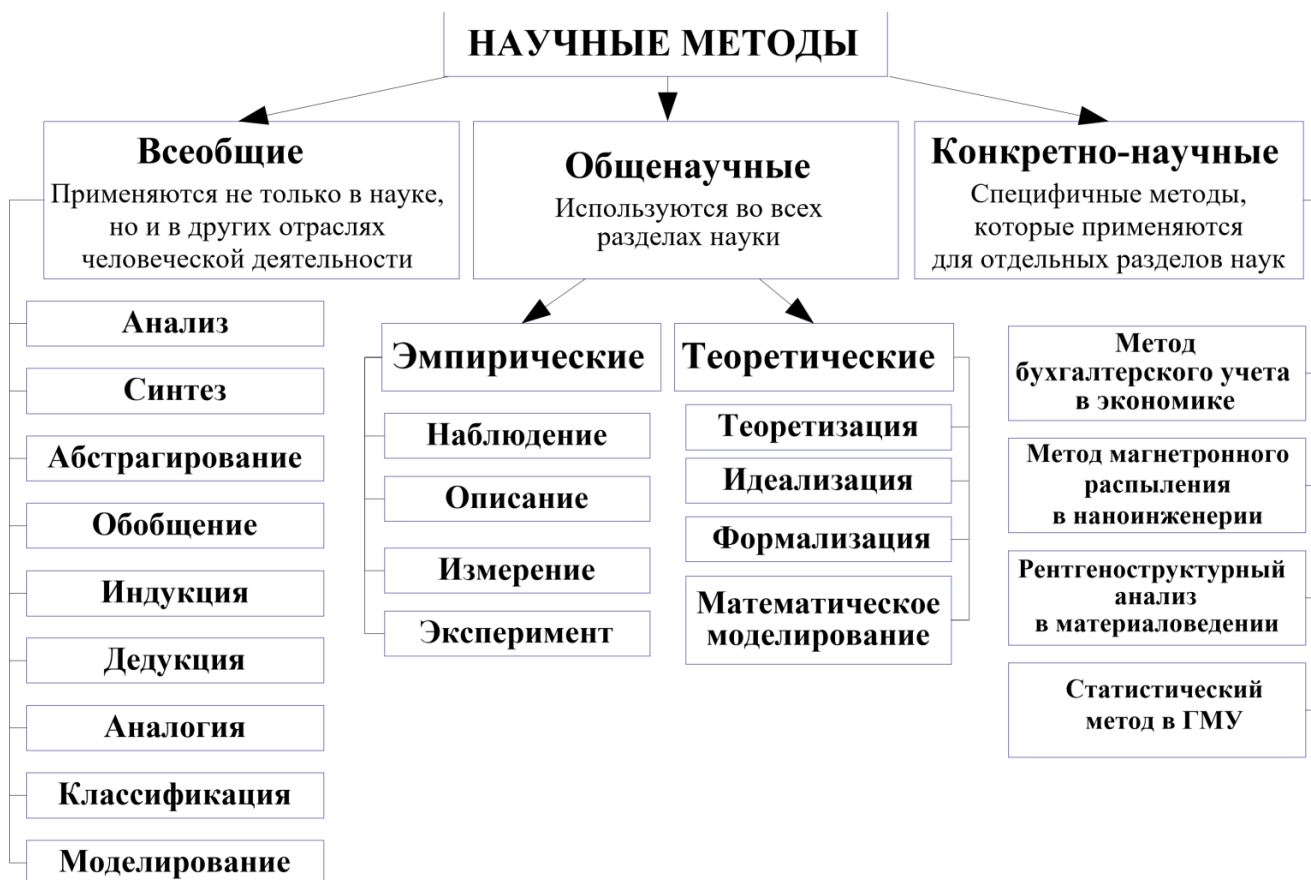 НАУЧНЫЕ МЕТОДЫ
Всеобщие
Применяются не только в науке,
но и в других отраслях
человеческой деятельности
Анализ
Синтез
Абстрагирование
Обобщение
Индукция
Дедукция
Аналогия
Классификация
Моделирование
Общенаучные
Используются во всех
разделах науки
Эмпирические
Наблюдение
Описание
Измерение
Эксперимент
Теоретические
Теоретизация
Идеализация
Формализация
Математическое
моделирование
Конкретно-научные
Специфичные методы,
которые применяются
для отдельных разделов наук
Метод
бухгалтерского учета
в экономике
Метод магнетронного
распыления
в наноинженерии
Рентгеноструктурный
анализ
в материаловедении
Статистический
метод в ГМУ